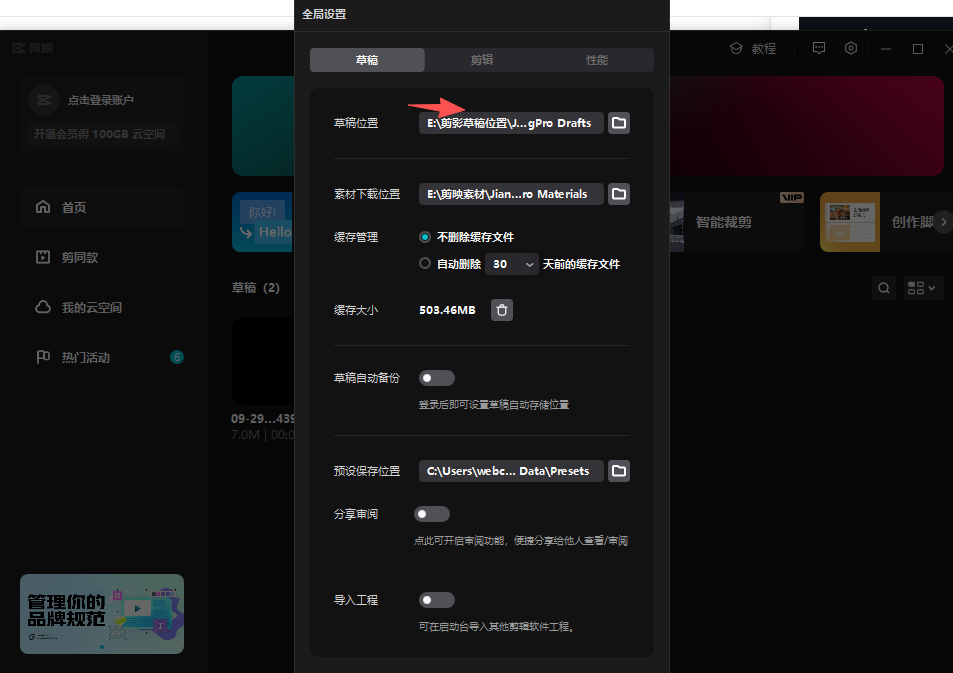 全局设置
剪映
教程
草稿
剪辑
性能
点击登录账户
开通会员得 100GB 云空间
草稿位置
E:\剪影草稿位置\J...gPro Drafts
素材下载位置
E:\剪映素材\Jian...ro Materials
首页
你好!
Hello
VIP
智能裁剪
创作脚
缓存管理
不删除缓存文件
剪同款
自动删除
30
天前的缓存文件
草稿 (2)
我的云空间
缓存大小
503.46MB
热门活动
6
草稿自动备份
登录后即可设置草稿自动存储位置
09-29...439
7.0M | 00:0
预设保存位置
C:\Users\webc... Data\Presets
分享审阅
点此可开启审阅功能，便捷分享给他人查看/审阅
管理你的
品牌规范
导入工程
可在启动台导入其他剪辑软件工程。